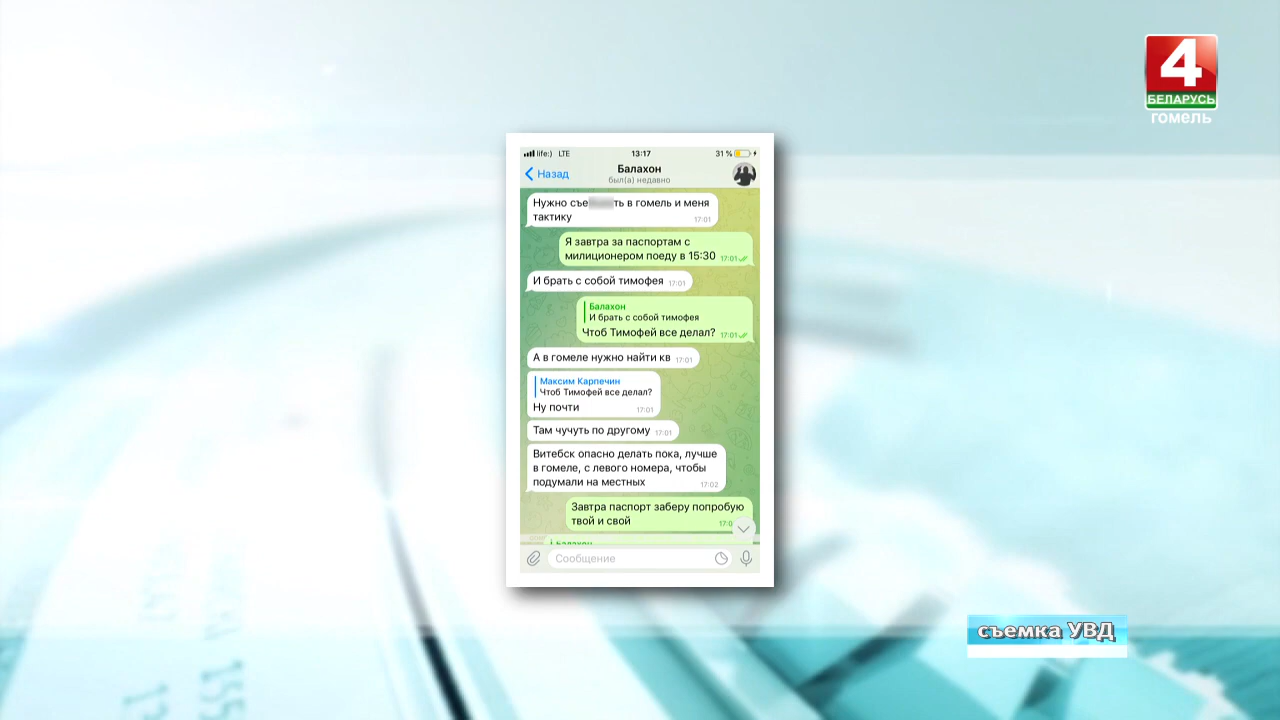 4
БЕЛАРУСЬ
гомель
life:) LTE 13:17 31 %
Назад
Балахон
был(а) недавно
Нужно съе ть в гомель и меня
тактику 17:01
Я завтра за паспортам с
милиционером поеду в 15:30 17:01
И брать с собой тимофея 17:01
Балахон
И брать с собой тимофея
Чтоб Тимофей все делал? 17:01
А в гомеле нужно найти кв 17:01
Максим Карпечин
Чтоб Тимофей все делал?
Ну почти 17:01
Там чучуть по другому 17:01
Витебск опасно делать пока, лучше
в гомеле, с левого номера, чтобы
подумали на местных 17:02
Завтра паспорт заберу попробую
твой и свой
Сообщение
съемка УВД